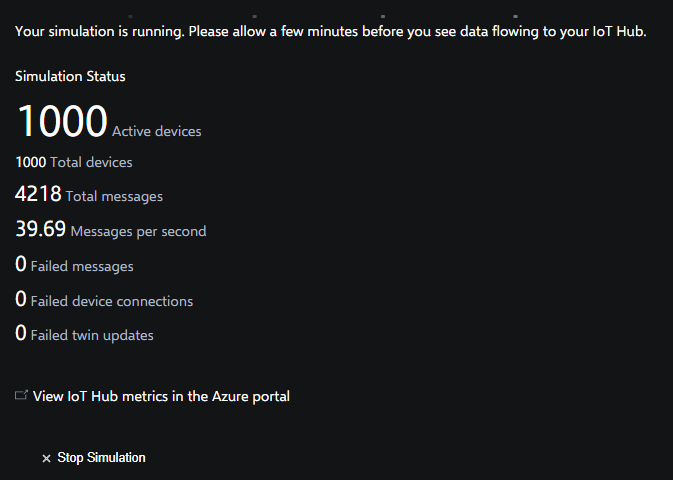 Your simulation is running. Please allow a few minutes before you see data flowing to your IoT Hub.
Simulation Status
1000 Active devices
1000 Total devices
4218 Total messages
39.69 Messages per second
0 Failed messages
0 Failed device connections
0 Failed twin updates
View IoT Hub metrics in the Azure portal
Stop Simulation